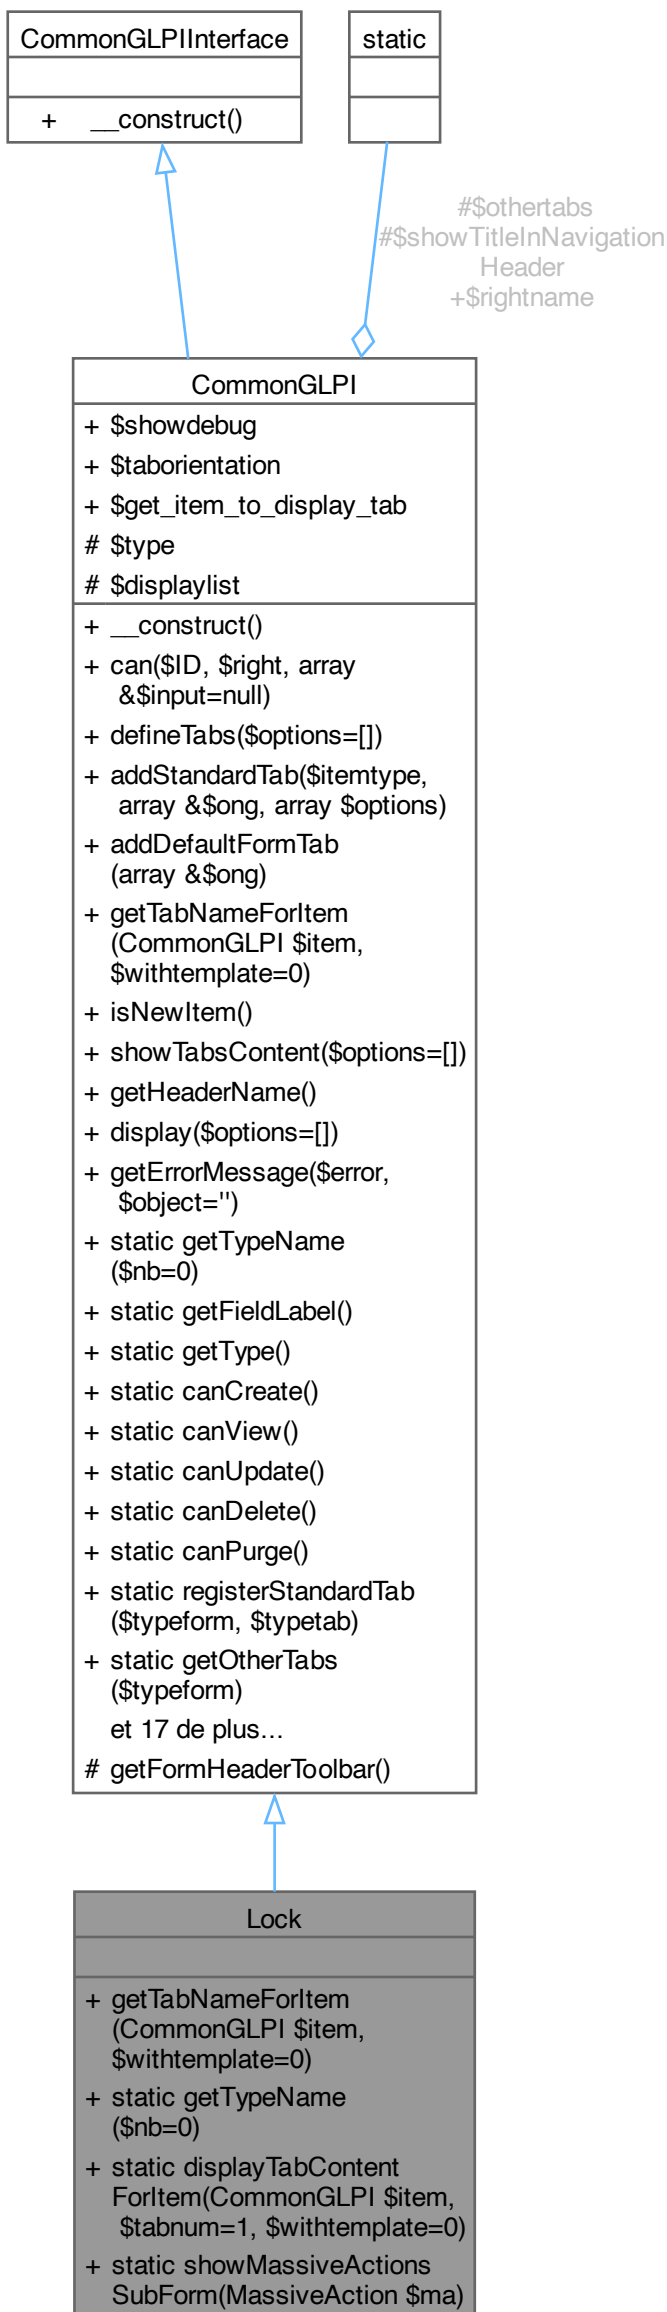 CommonGLPIInterface
static
+ __construct()
#$othertabs
#$showTitleInNavigation
Header
+$rightname
CommonGLPI
+ $showdebug
+ $taborientation
+ $get_item_to_display_tab
# $type
# $displaylist
+ __construct()
+ can($ID, $right, array
&$input=null)
+ defineTabs($options=[])
+ addStandardTab($itemtype,
array &$ong, array $options)
+ addDefaultFormTab
(array &$ong)
+ getTabNameForItem
(CommonGLPI $item,
$withtemplate=0)
+ isNewItem()
+ showTabsContent($options=[])
+ getHeaderName()
+ display($options=[])
+ getErrorMessage($error,
$object='')
+ static getTypeName
($nb=0)
+ static getFieldLabel()
+ static getType()
+ static canCreate()
+ static canView()
+ static canUpdate()
+ static canDelete()
+ static canPurge()
+ static registerStandardTab
($typeform, $typetab)
+ static getOtherTabs
($typeform)
et 17 de plus...
# getFormHeaderToolbar()
Lock
+ getTabNameForItem
(CommonGLPI $item,
$withtemplate=0)
+ static getTypeName
($nb=0)
+ static displayTabContent
ForItem(CommonGLPI $item,
$tabnum=1, $withtemplate=0)
+ static showMassiveActions
SubForm(MassiveAction $ma)